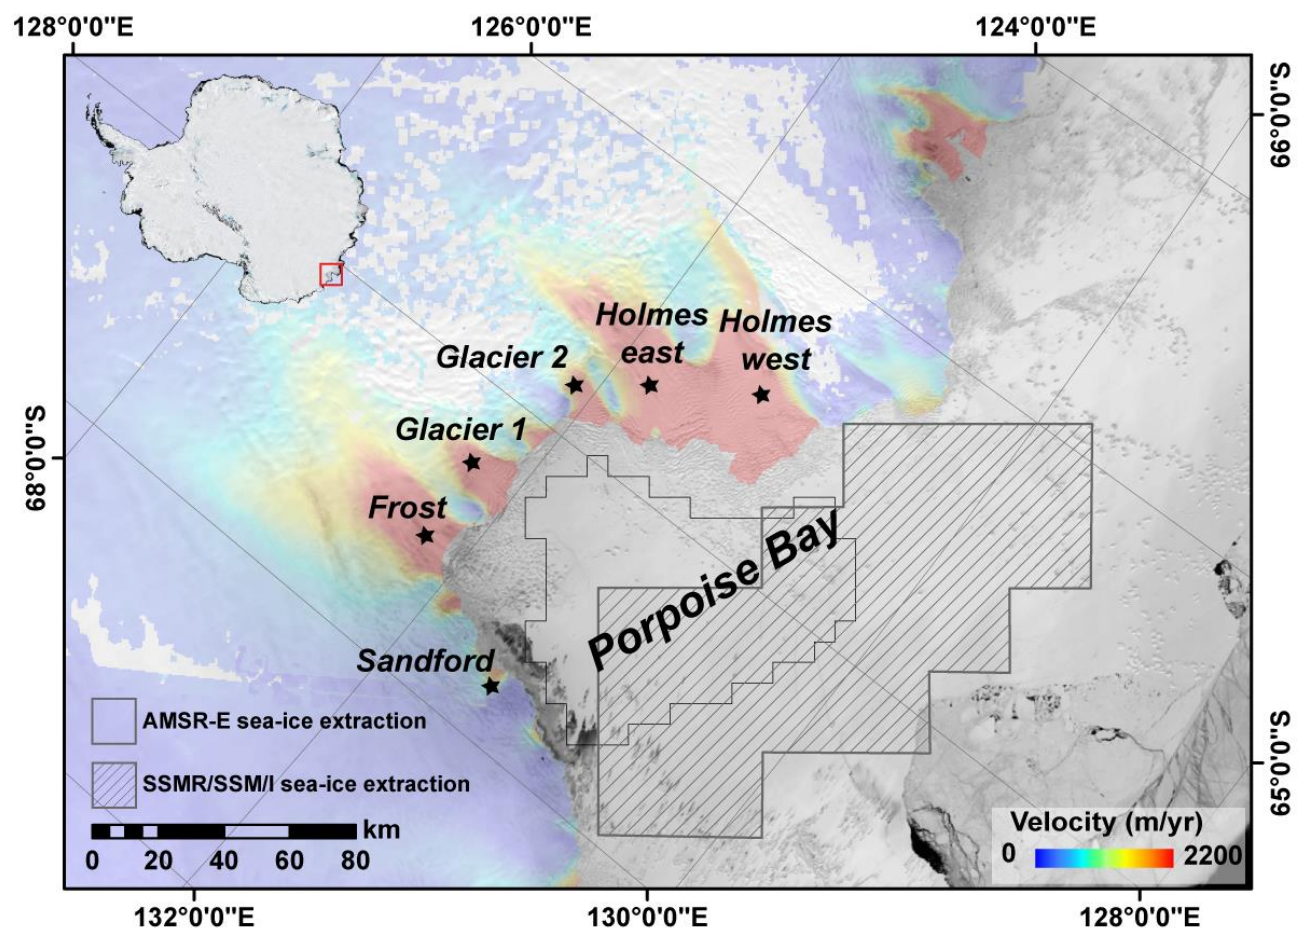 128°0'0"E
126°0'0"E
124°0'0"E
66°0'0"S
Holmes
east
Holmes
west
Glacier 2
Glacier 1
68°0'0"S
Frost
Porpoise Bay
Sandford
AMSR-E sea-ice extraction
SSMR/SSM/I sea-ice extraction
km
0 20 40 60 80
65°0'0"S
Velocity (m/yr)
0 2200
132°0'0"E
130°0'0"E
128°0'0"E